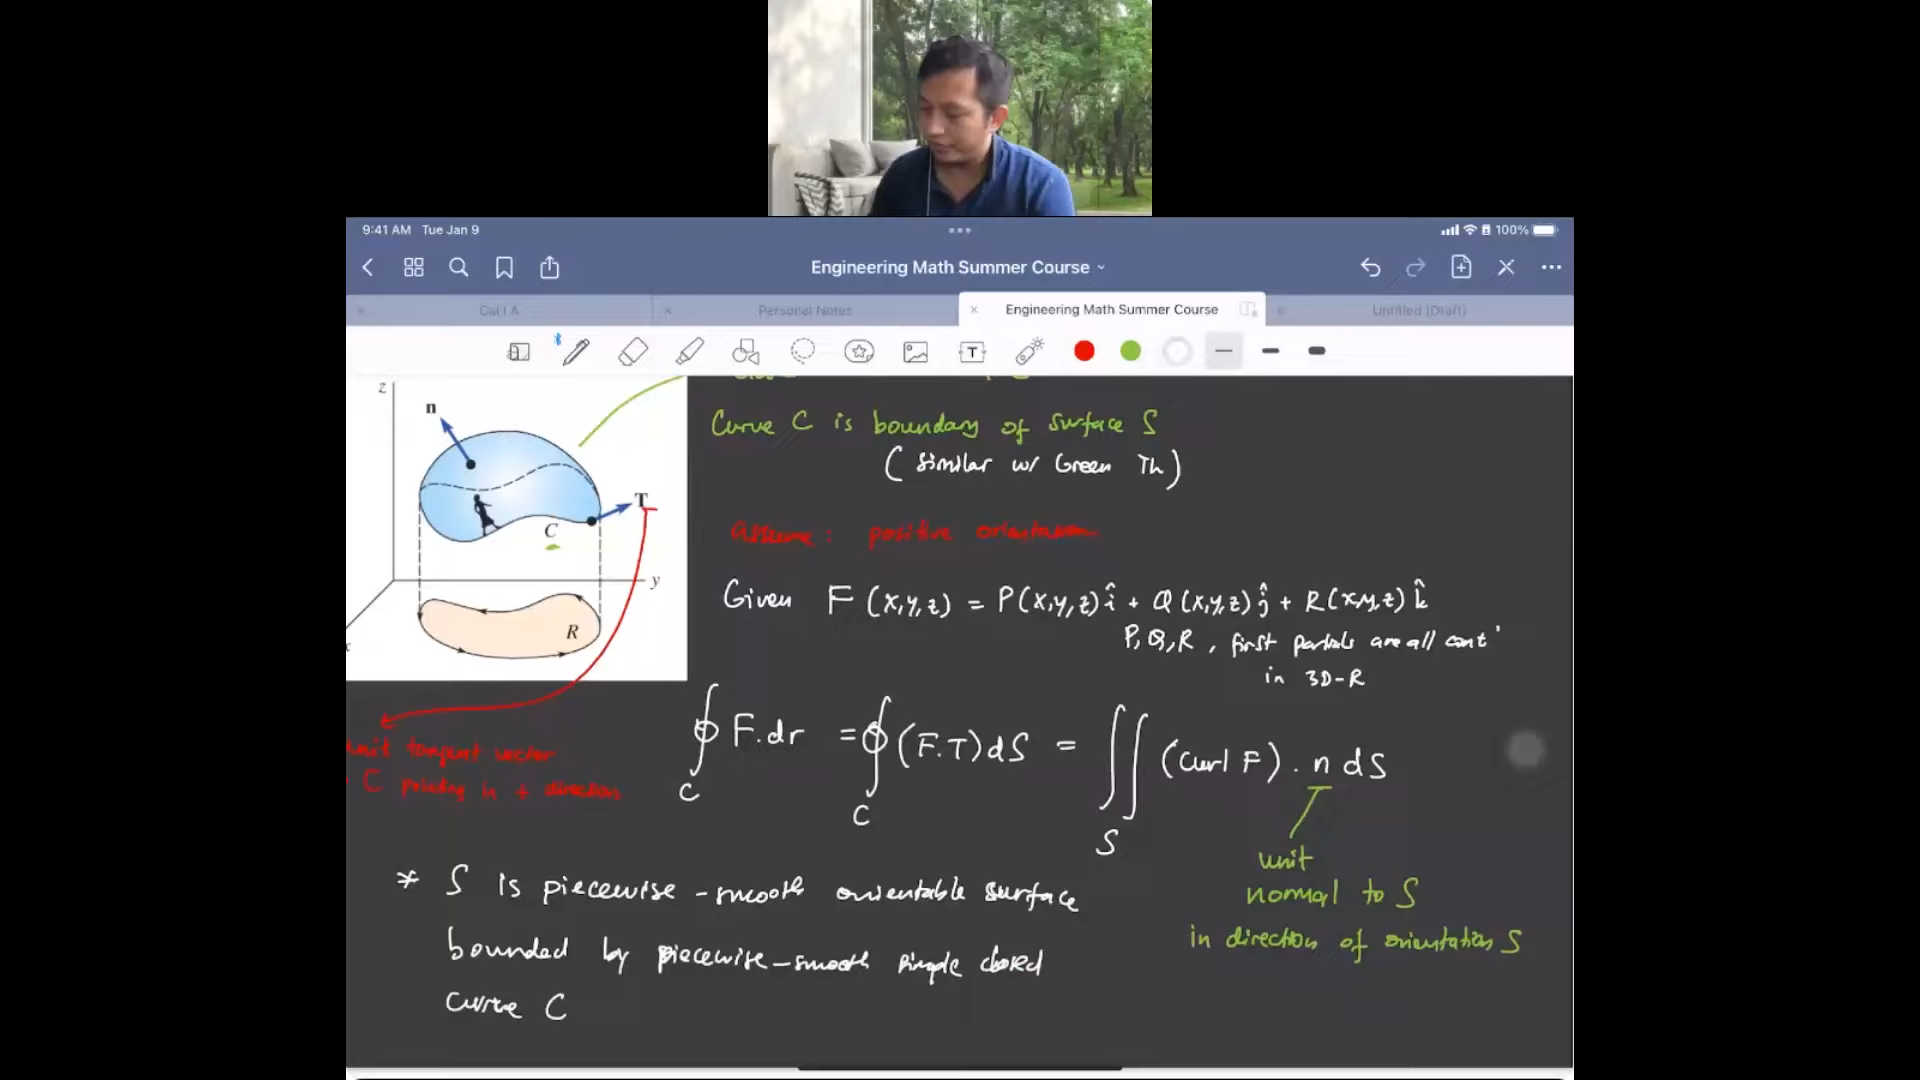 9:41 AM Tue Jan 9
100%
Engineering Math Summer Course
Cal I A
Personal Notes
Engineering Math Summer Course
Untitled (Draft)
T
z
n
T
C
y
R
Curve C is boundary of surface S
(Similar w/ Green Th)
Assume: positive orientation
Given F(x,y,z) = P(x,y,z)î + Q(x,y,z)ĵ + R(x,y,z)k̂
P,Q,R, first partials are all cont'
in 3D-R
∮_C F.dr = ∮_C (F.T)dS = ∬_S (Curl F).n dS
unit tangent vector
C pointing in + direction
unit
normal to S
in direction of orientation S
* S is piecewise-smooth orientable surface
bounded by piecewise-smooth simple closed
curve C